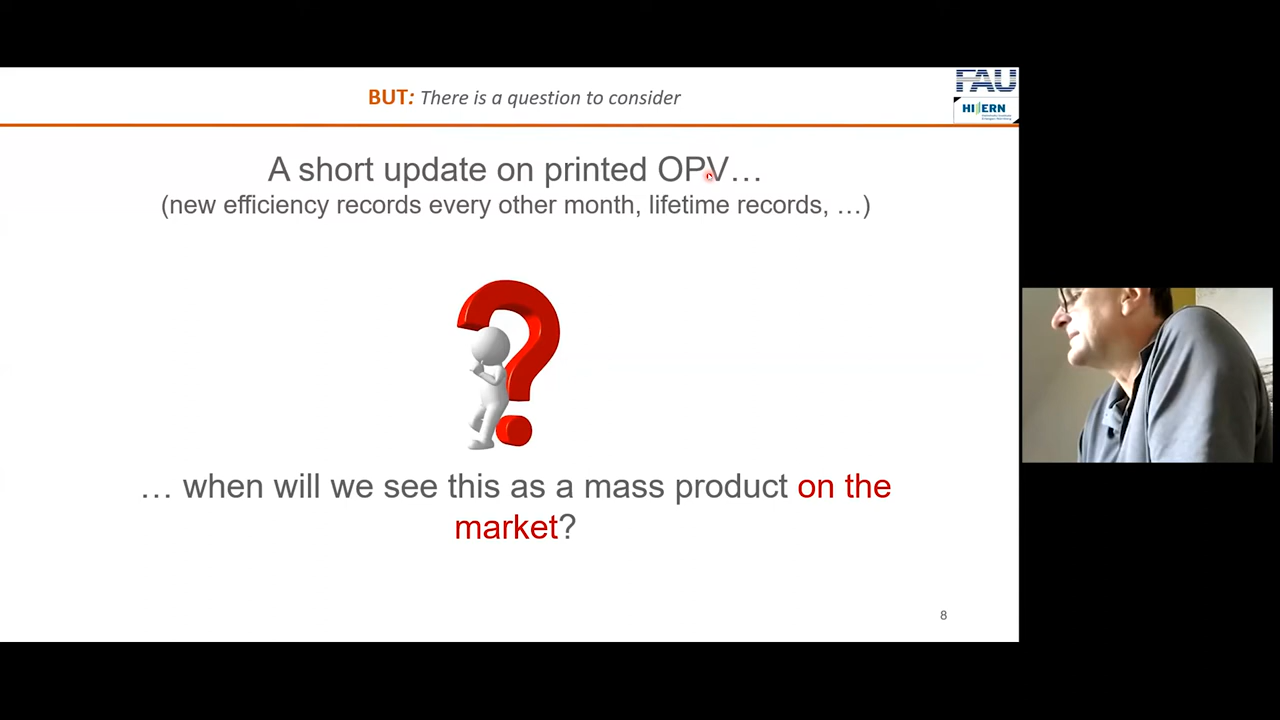 BUT: There is a question to consider
FAU
HI ERN
A short update on printed OPV…
(new efficiency records every other month, lifetime records, …)
… when will we see this as a mass product on the
market?
8